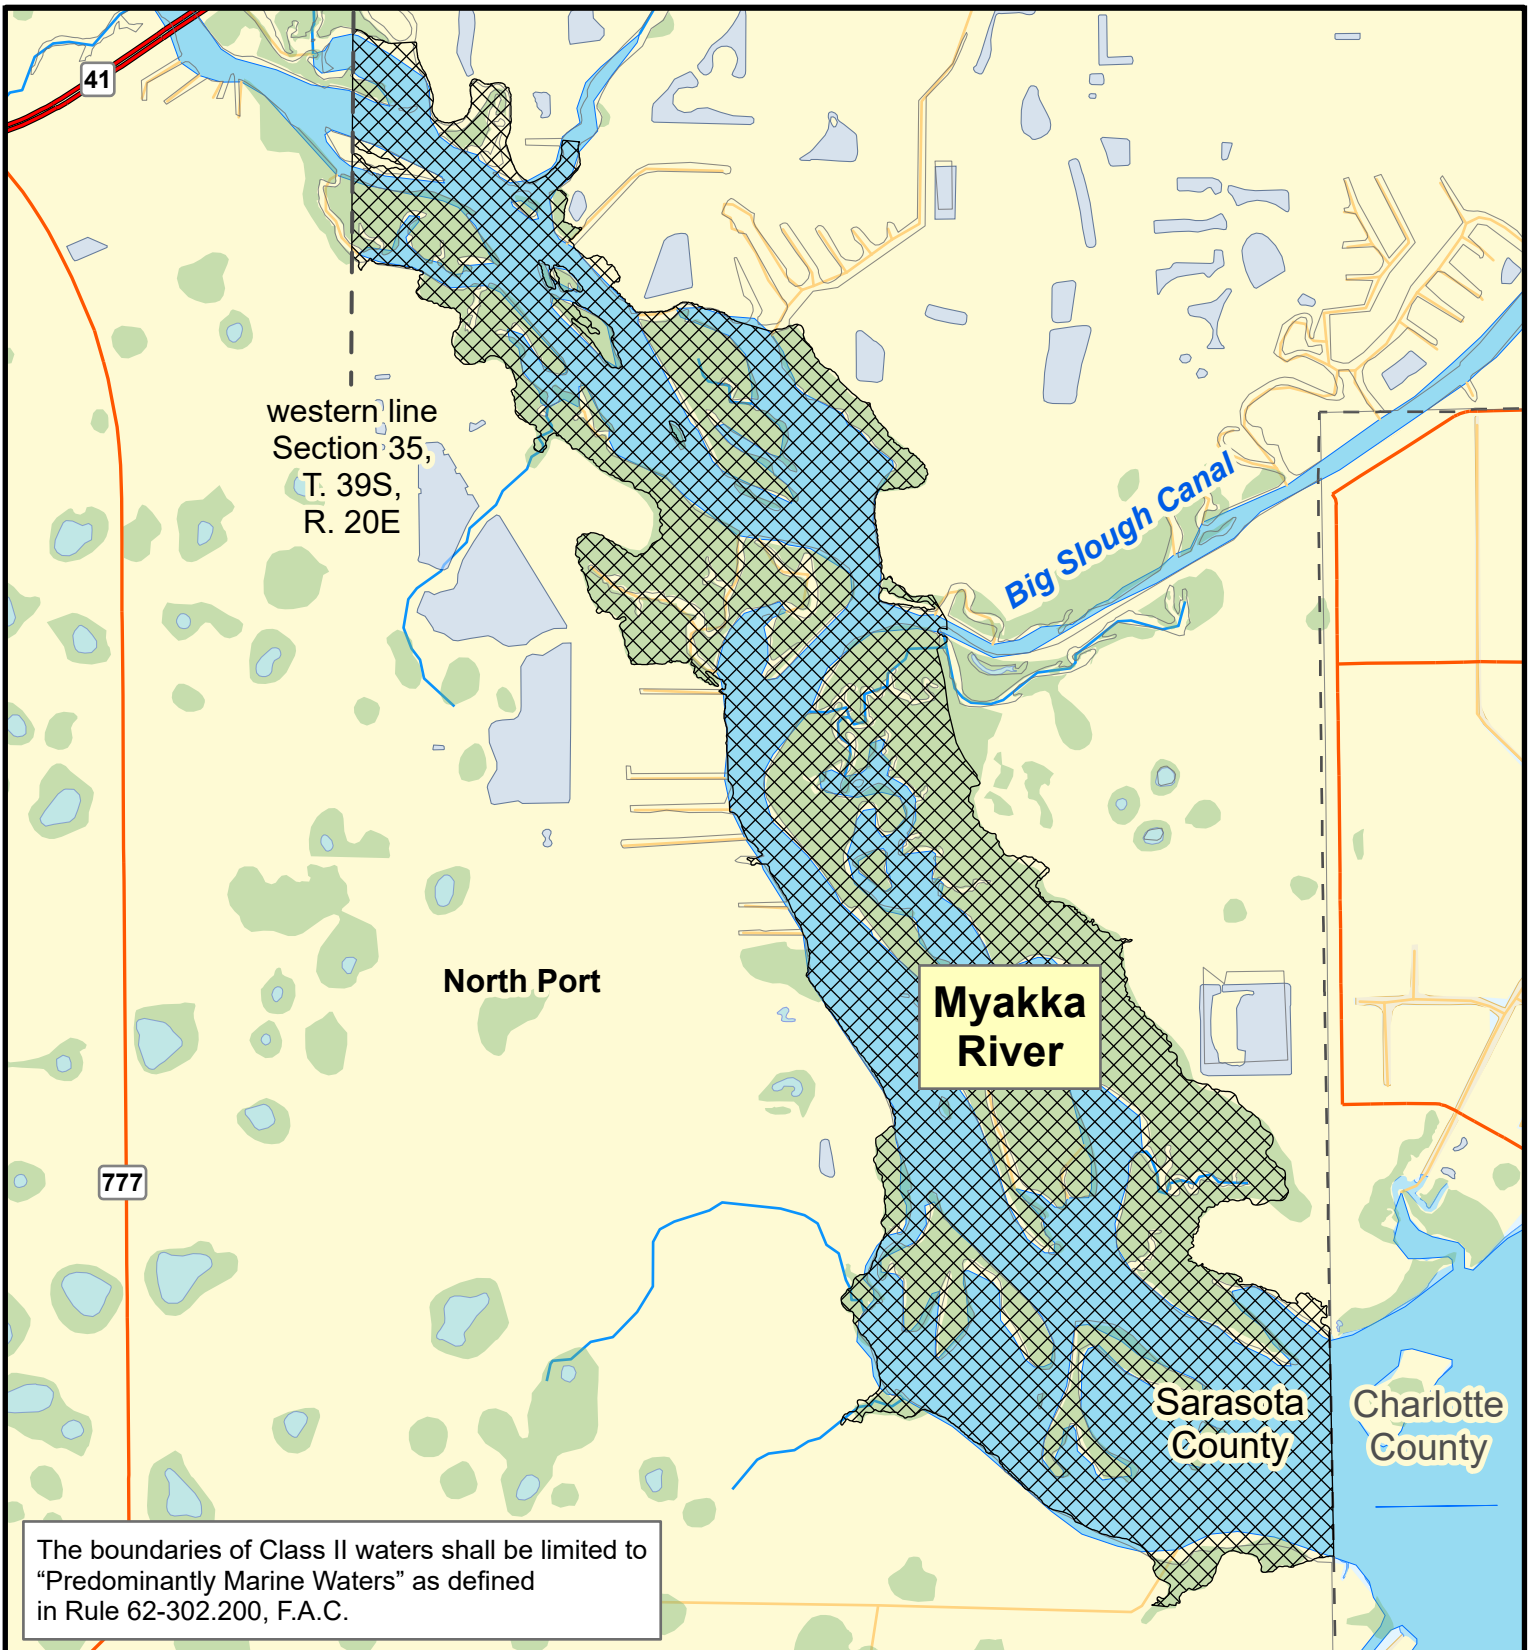 41
western line
Section 35,
T. 39S,
R. 20E
Big Slough Canal
North Port
Myakka
River
777
Sarasota
County
Charlotte
County
The boundaries of Class II waters shall be limited to
“Predominantly Marine Waters” as defined
in Rule 62-302.200, F.A.C.